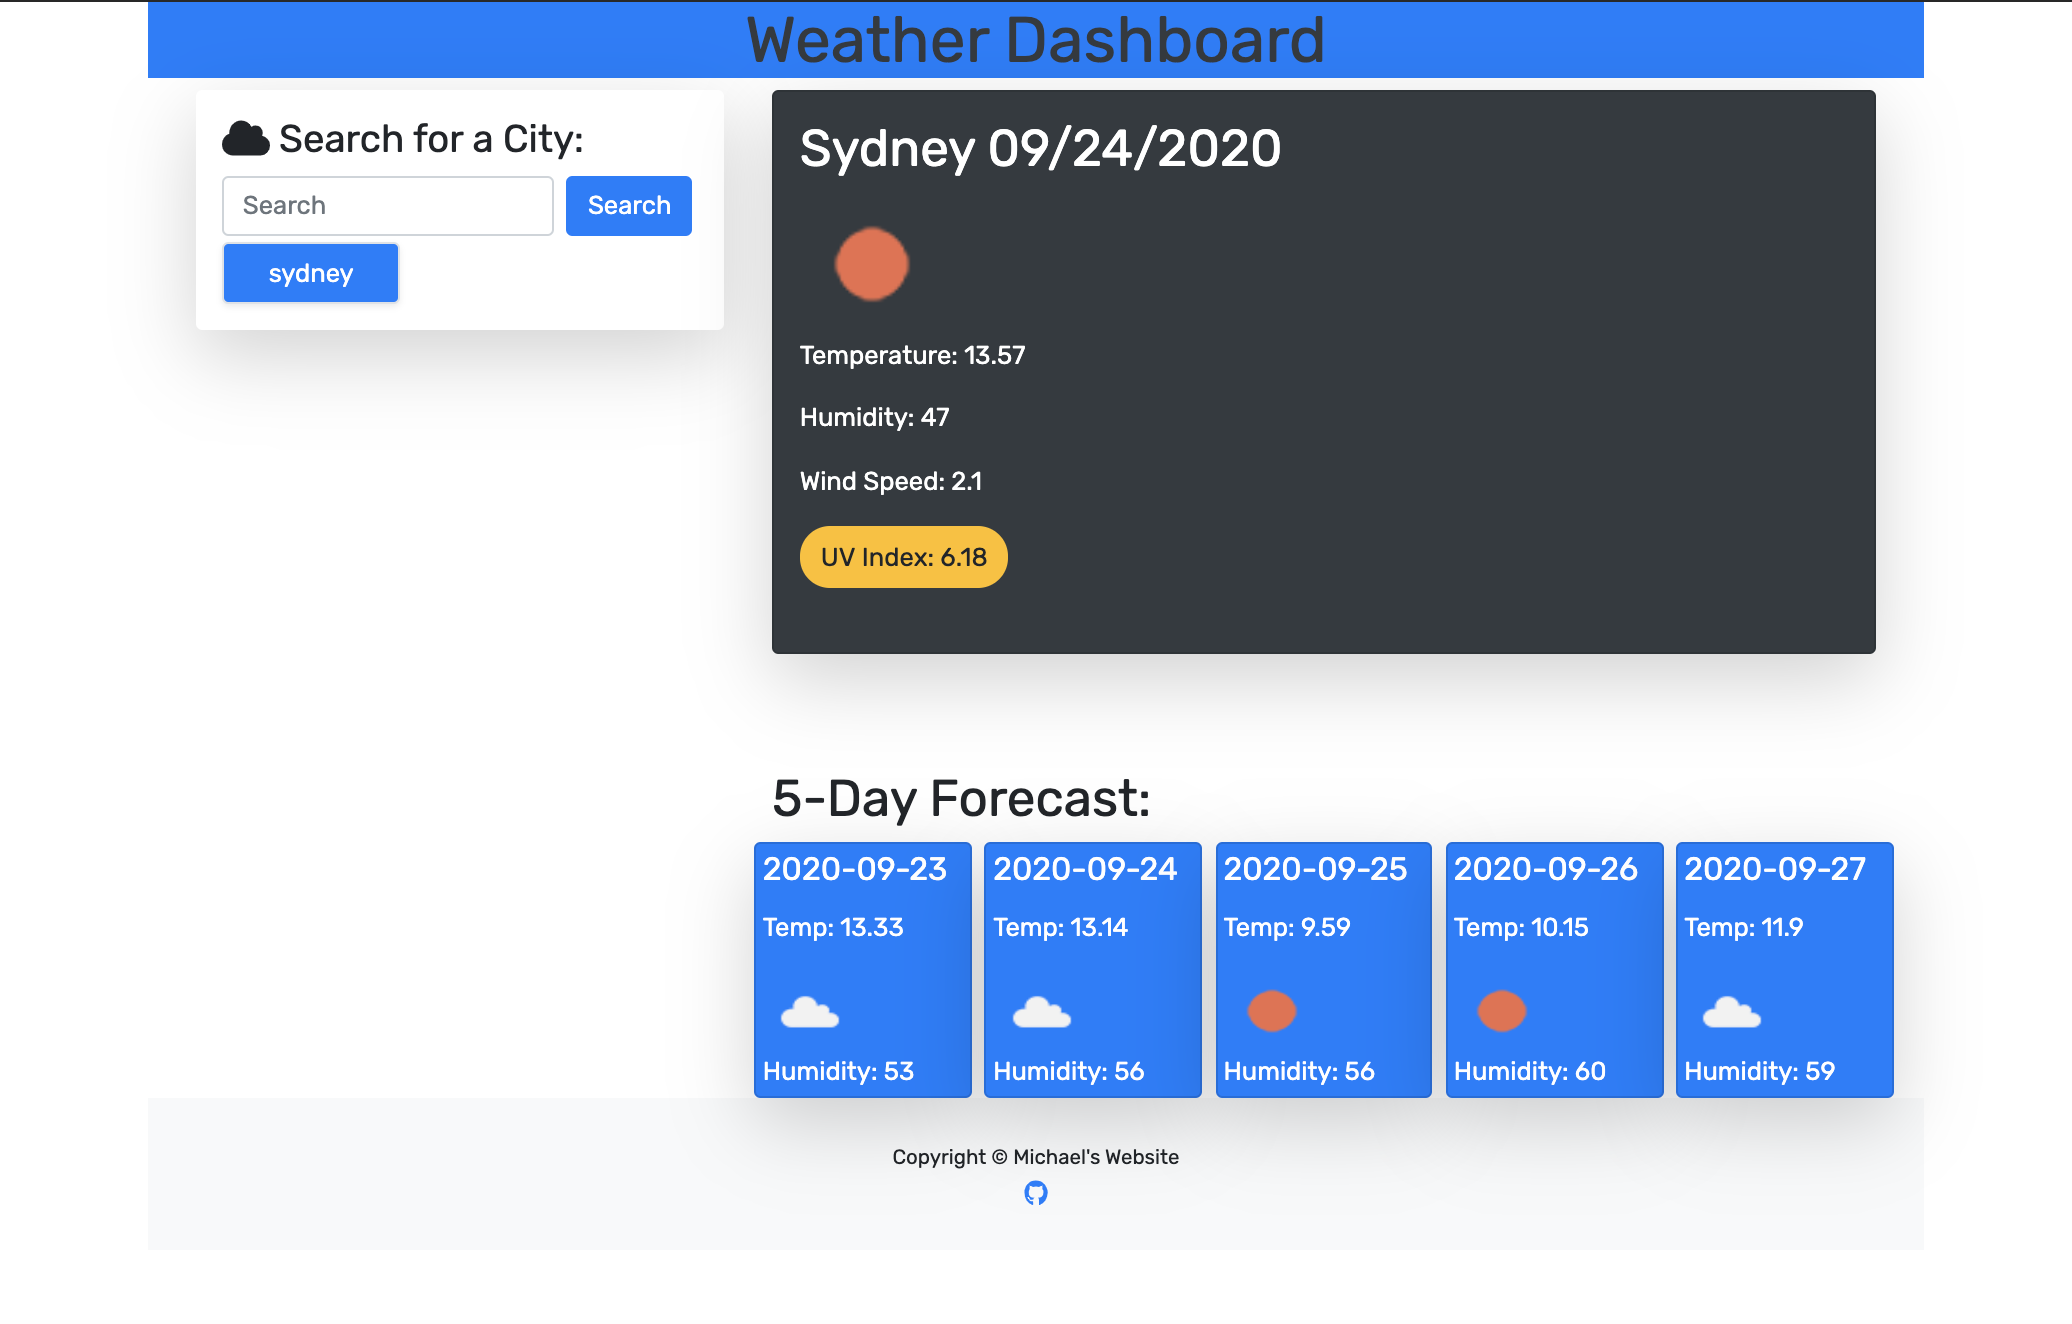 Weather Dashboard
Search for a City:
Search
Search
sydney
Sydney 09/24/2020
Temperature: 13.57
Humidity: 47
Wind Speed: 2.1
UV Index: 6.18
5-Day Forecast:
2020-09-23
Temp: 13.33
Humidity: 53
2020-09-24
Temp: 13.14
Humidity: 56
2020-09-25
Temp: 9.59
Humidity: 56
2020-09-26
Temp: 10.15
Humidity: 60
2020-09-27
Temp: 11.9
Humidity: 59
Copyright © Michael's Website